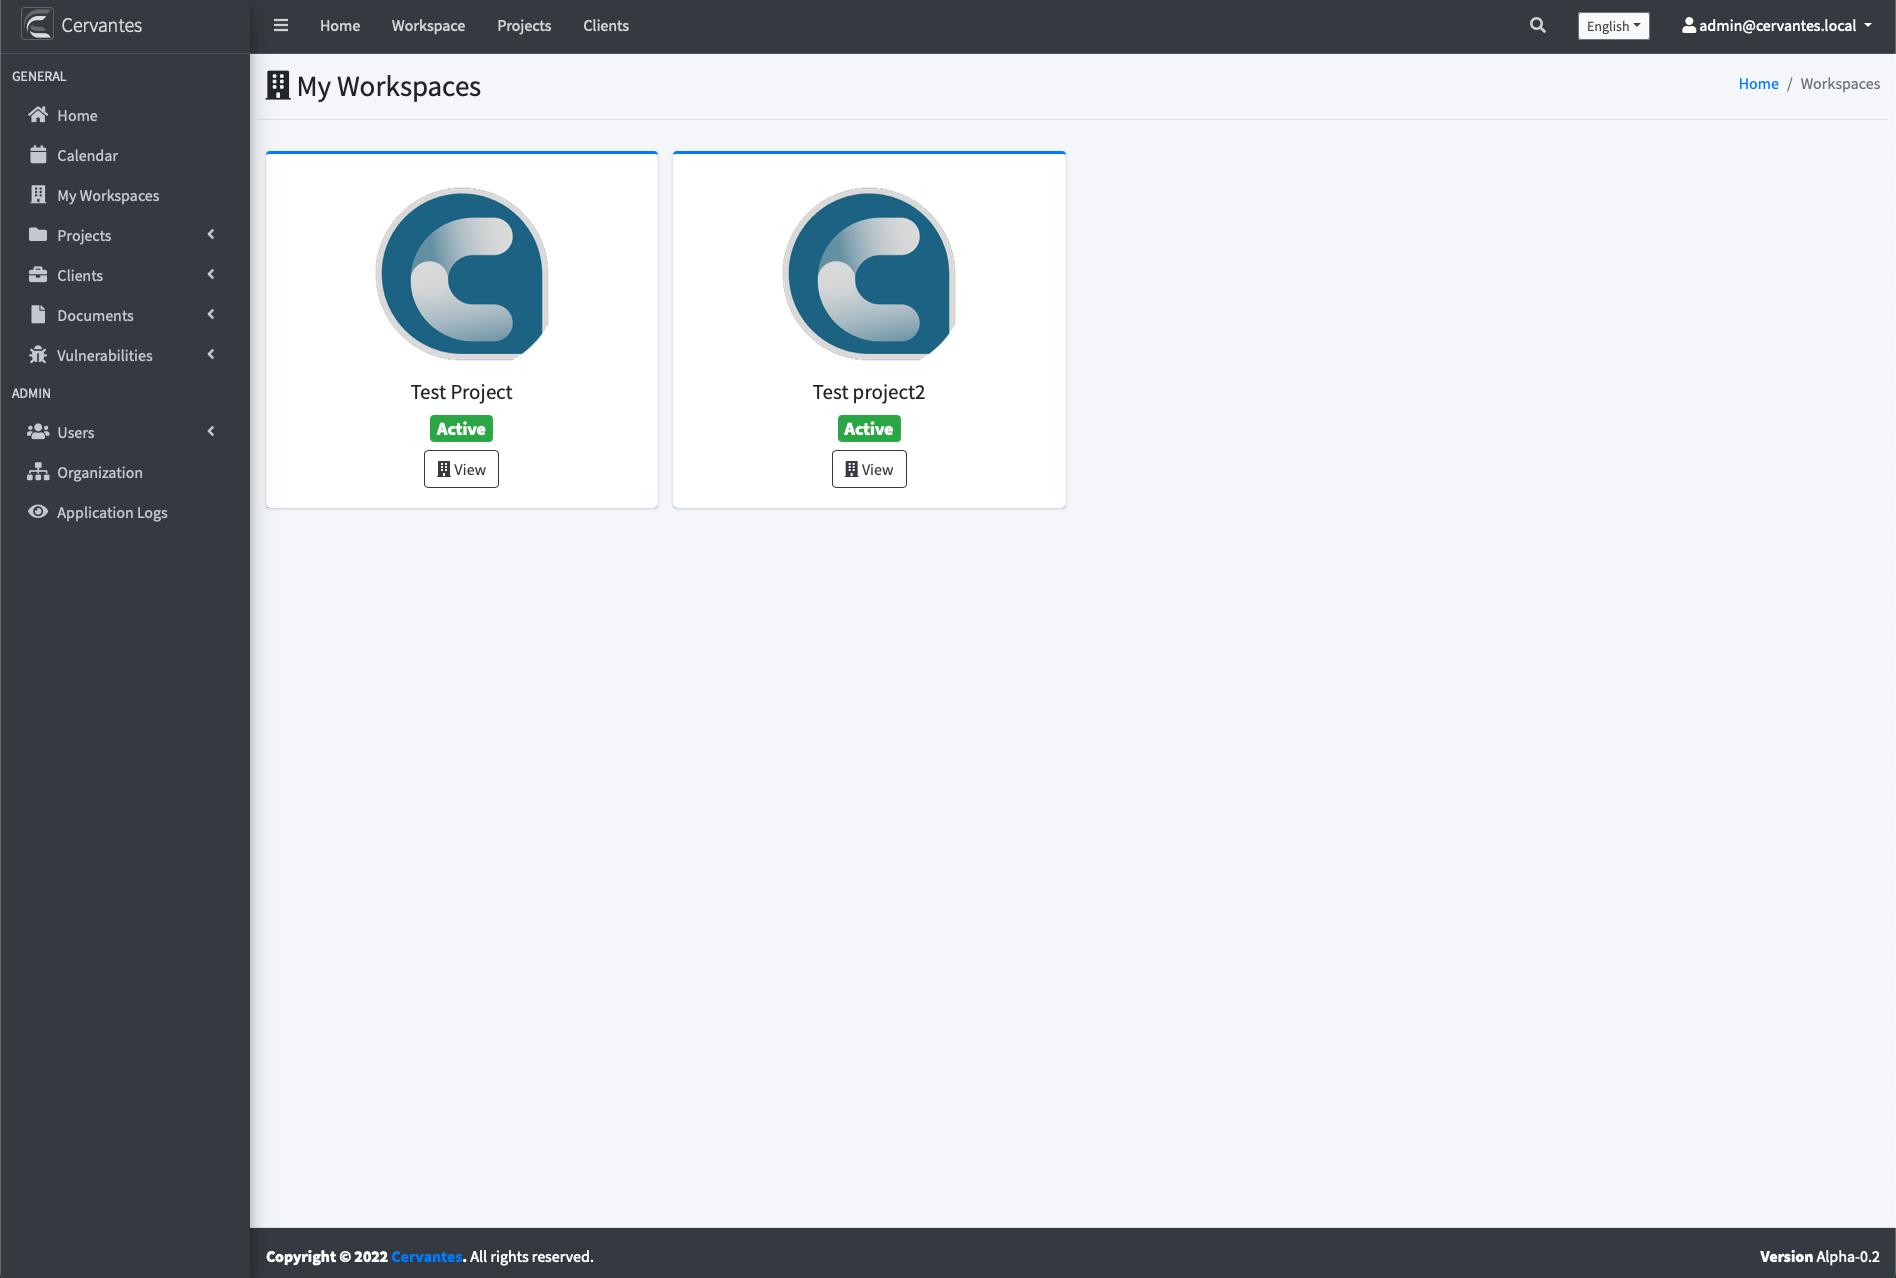 Cervantes
Home Workspace Projects Clients
English
admin@cervantes.local
GENERAL
Home
Calendar
My Workspaces
Projects
Clients
Documents
Vulnerabilities
ADMIN
Users
Organization
Application Logs
My Workspaces
Home / Workspaces
Test Project
Active
View
Test project2
Active
View
Copyright © 2022 Cervantes. All rights reserved.
Version Alpha-0.2